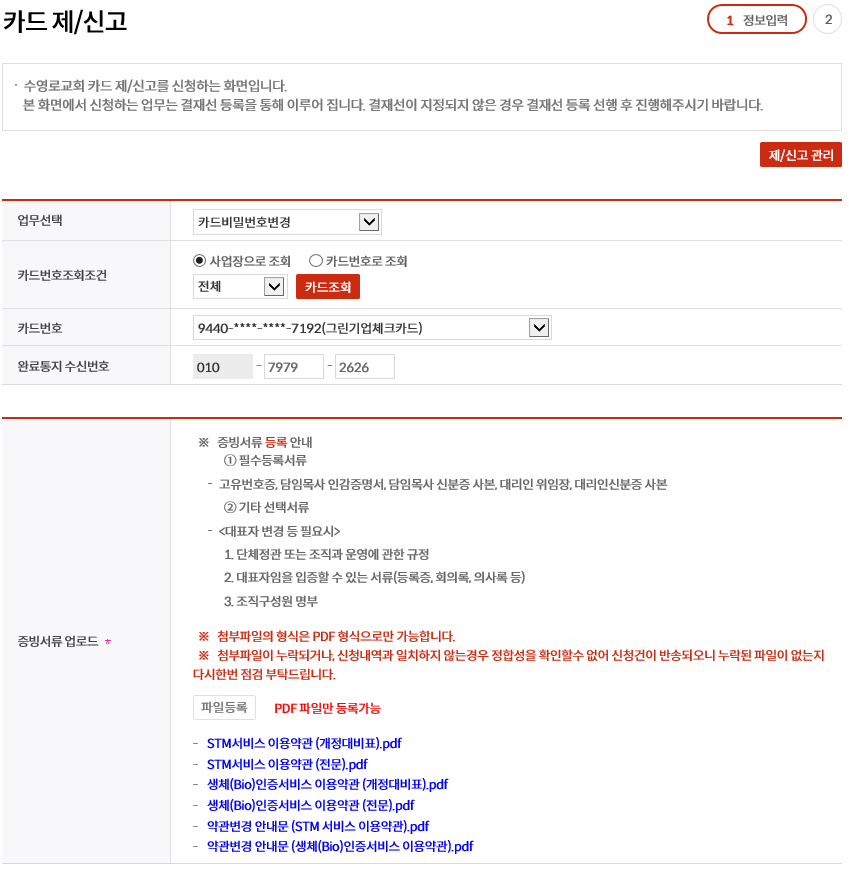 카드 제/신고
1 정보입력 2
· 수영로교회 카드 제/신고를 신청하는 화면입니다.
본 화면에서 신청하는 업무는 결재선 등록을 통해 이루어 집니다. 결재선이 지정되지 않은 경우 결재선 등록 선행 후 진행해주시기 바랍니다.
제/신고 관리
업무선택 카드비밀번호변경
카드번호조회조건 사업장으로 조회 카드번호로 조회
전체 카드조회
카드번호 9440-****-****-7192(그린기업체크카드)
완료통지 수신번호 010 - 7979 - 2626
※ 증빙서류 등록 안내
① 필수등록서류
- 고유번호증, 담임목사 인감증명서, 담임목사 신분증 사본, 대리인 위임장, 대리인신분증 사본
② 기타 선택서류
- <대표자 변경 등 필요시>
1. 단체정관 또는 조직과 운영에 관한 규정
2. 대표자임을 입증할 수 있는 서류(등록증, 회의록, 의사록 등)
3. 조직구성원 명부
증빙서류 업로드 *
※ 첨부파일의 형식은 PDF 형식으로만 가능합니다.
※ 첨부파일이 누락되거나, 신청내역과 일치하지 않는경우 정합성을 확인할수 없어 신청건이 반송되오니 누락된 파일이 없는지
다시한번 점검 부탁드립니다.
파일등록 PDF 파일만 등록가능
- STM서비스 이용약관 (개정대비표).pdf
- STM서비스 이용약관 (전문).pdf
- 생체(Bio)인증서비스 이용약관 (개정대비표).pdf
- 생체(Bio)인증서비스 이용약관 (전문).pdf
- 약관변경 안내문 (STM 서비스 이용약관).pdf
- 약관변경 안내문 (생체(Bio)인증서비스 이용약관).pdf